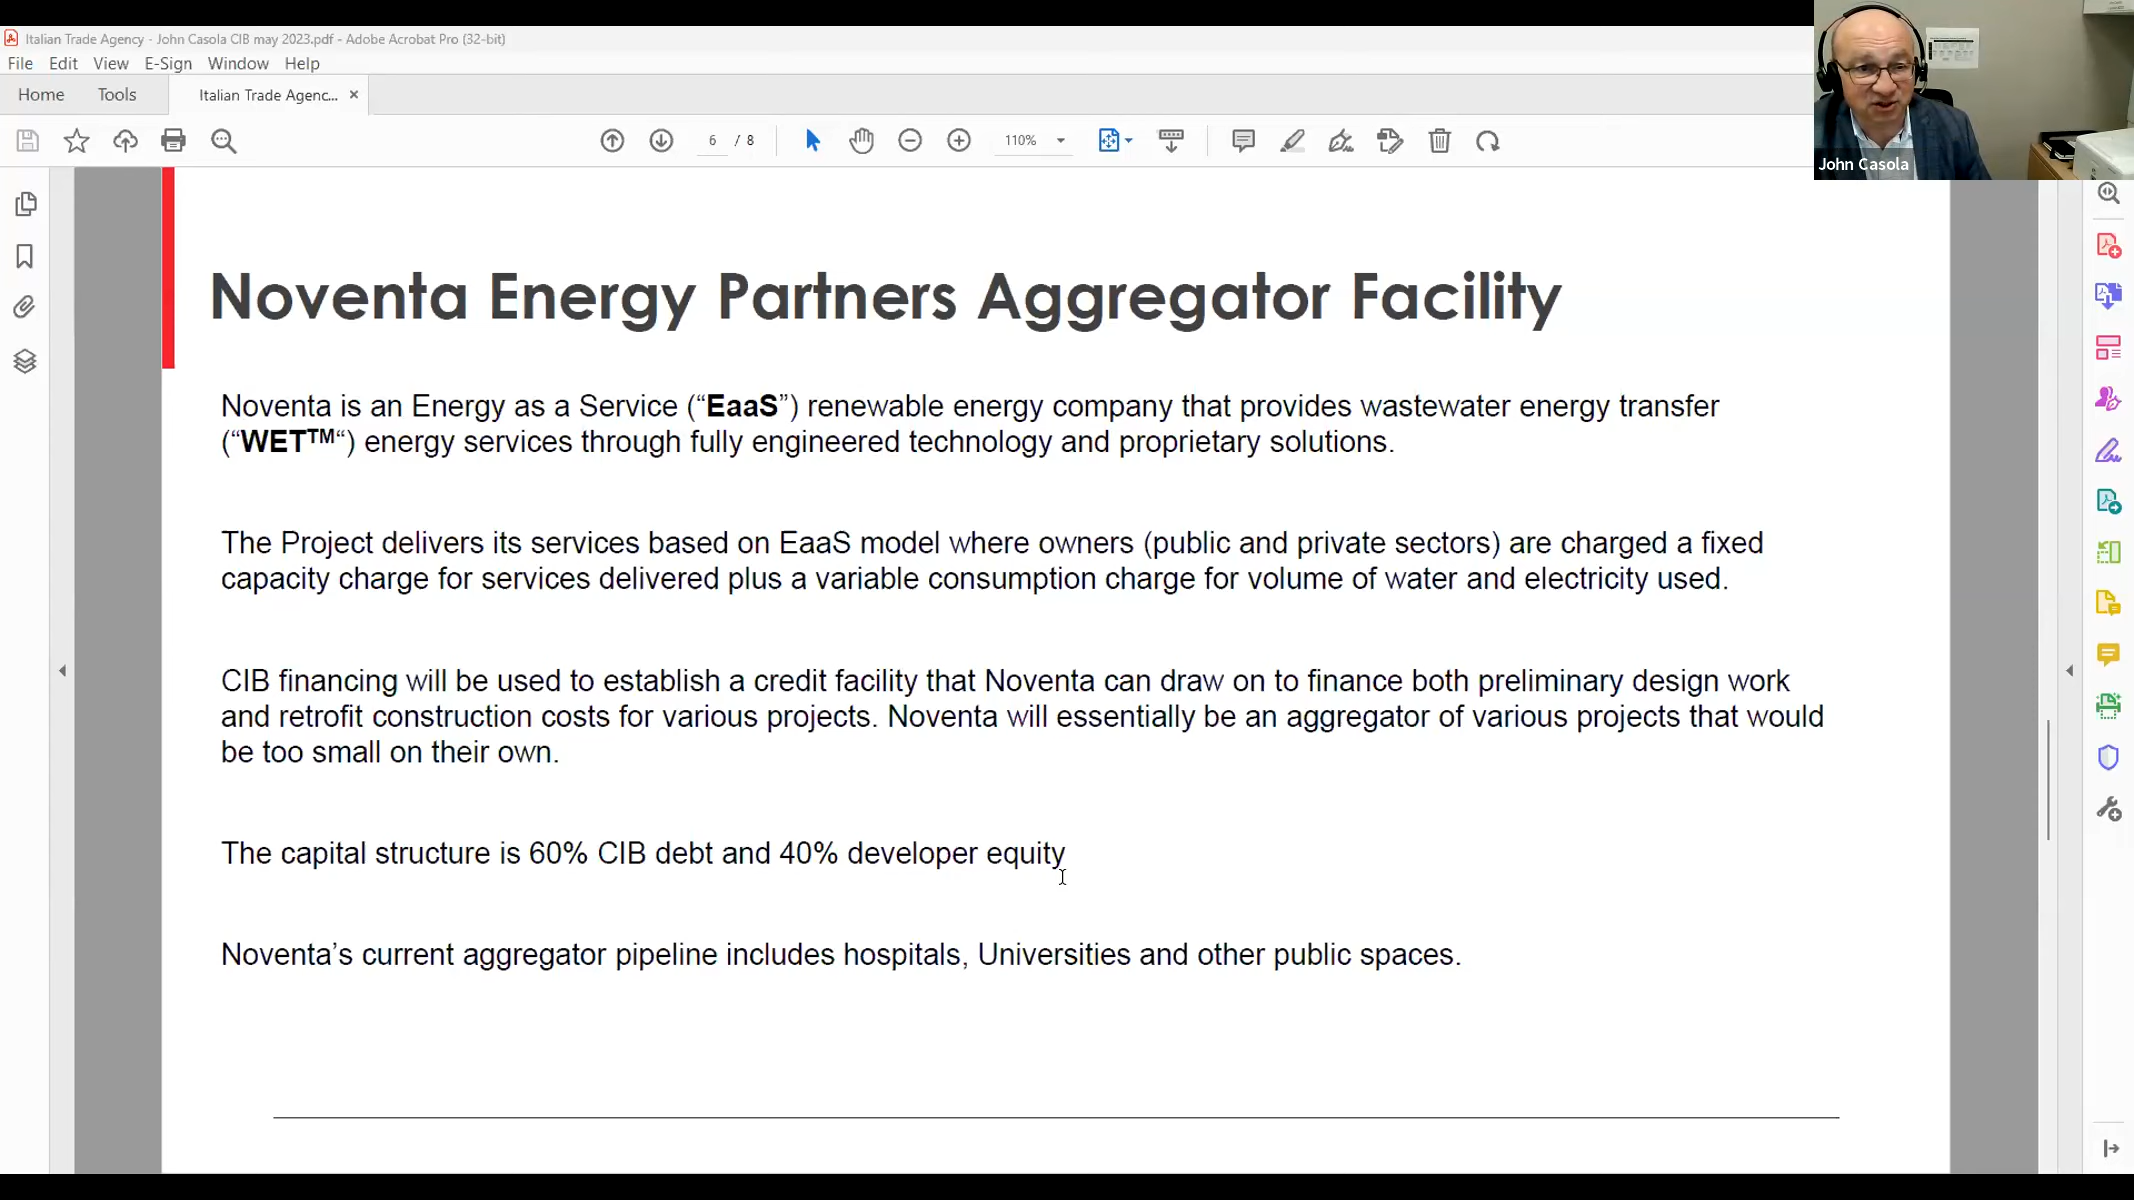 Italian Trade Agency - John Casola CIB may 2023.pdf - Adobe Acrobat Pro (32-bit)
File Edit View E-Sign Window Help
Home Tools Italian Trade Agenc... ×
6 / 8 110%
John Casola
Noventa Energy Partners Aggregator Facility
Noventa is an Energy as a Service (“EaaS”) renewable energy company that provides wastewater energy transfer
(“WETTM“) energy services through fully engineered technology and proprietary solutions.
The Project delivers its services based on EaaS model where owners (public and private sectors) are charged a fixed
capacity charge for services delivered plus a variable consumption charge for volume of water and electricity used.
CIB financing will be used to establish a credit facility that Noventa can draw on to finance both preliminary design work
and retrofit construction costs for various projects. Noventa will essentially be an aggregator of various projects that would
be too small on their own.
The capital structure is 60% CIB debt and 40% developer equity
Noventa’s current aggregator pipeline includes hospitals, Universities and other public spaces.